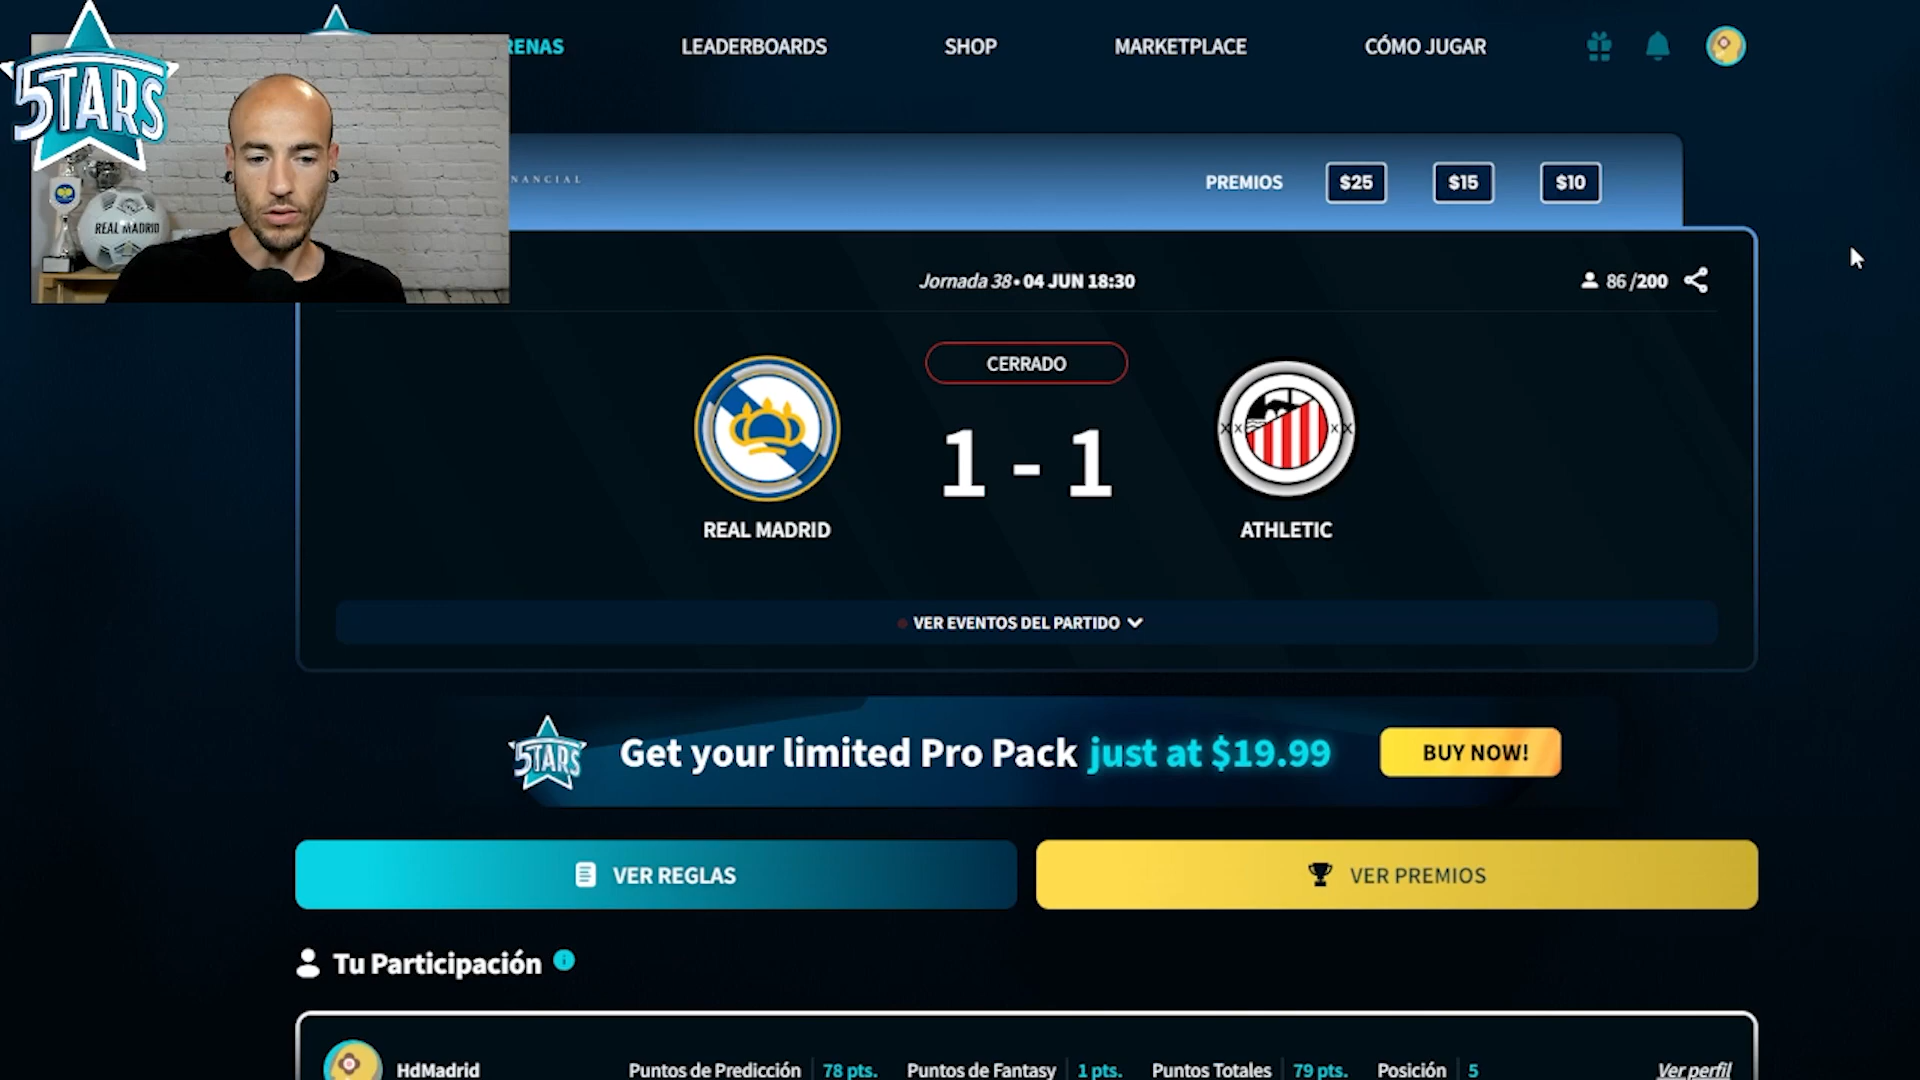 5TARS
RENAS
LEADERBOARDS
SHOP
MARKETPLACE
CÓMO JUGAR
REAL MADRID
NANCIAL
PREMIOS
$25
$15
$10
Jornada 38 • 04 JUN 18:30
86 /200
CERRADO
1 - 1
REAL MADRID
ATHLETIC
VER EVENTOS DEL PARTIDO
5TARS
Get your limited Pro Pack just at $19.99
BUY NOW!
VER REGLAS
VER PREMIOS
Tu Participación
HdMadrid
Puntos de Predicción 78 pts.
Puntos de Fantasy 1 pts.
Puntos Totales 79 pts.
Posición 5
Ver perfil